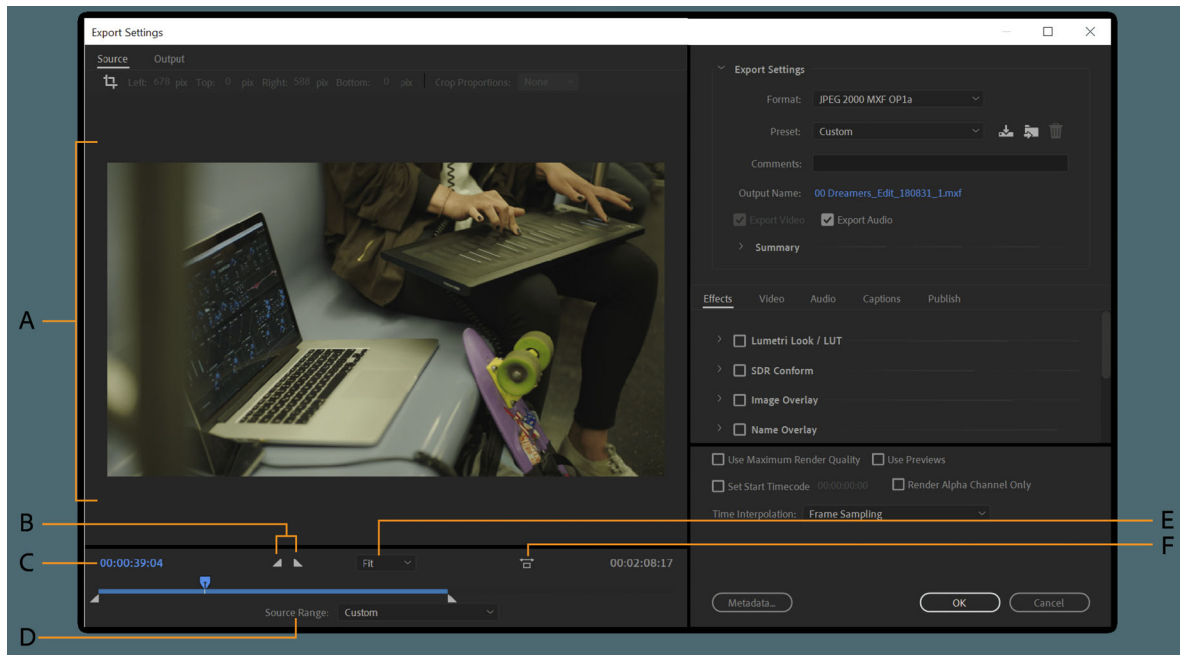 Export Settings
Source Output
Left: 678 pix Top: 0 pix Right: 588 pix Bottom: 0 pix Crop Proportions: None
Export Settings
Format: JPEG 2000 MXF OP1a
Preset: Custom
Comments:
Output Name: 00 Dreamers_Edit_180831_1.mxf
Export Video Export Audio
Summary
Effects Video Audio Captions Publish
Lumetri Look / LUT
SDR Conform
Image Overlay
Name Overlay
Use Maximum Render Quality Use Previews
Set Start Timecode 00:00:00:00 Render Alpha Channel Only
Time Interpolation: Frame Sampling
Metadata... OK Cancel
00:00:39:04 Fit 00:02:08:17
Source Range: Custom
A
B
C
D
E
F